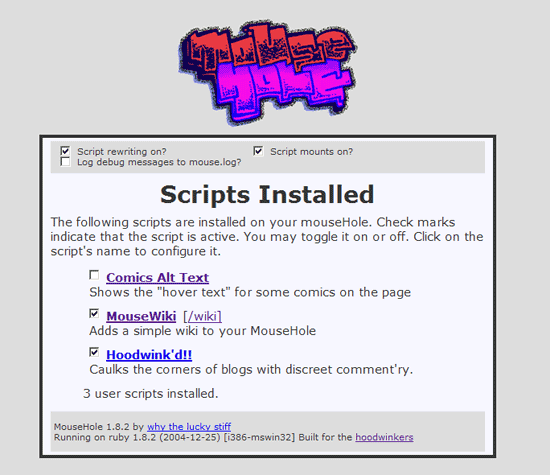 MOUSE
HOLE
Script rewriting on? Script mounts on?
Log debug messages to mouse.log?
Scripts Installed
The following scripts are installed on your mouseHole. Check marks
indicate that the script is active. You may toggle it on or off. Click on the
script's name to configure it.
Comics Alt Text
Shows the "hover text" for some comics on the page
MouseWiki [/wiki]
Adds a simple wiki to your MouseHole
Hoodwink'd!!
Caulks the corners of blogs with discreet comment'ry.
3 user scripts installed.
MouseHole 1.8.2 by why the lucky stiff
Running on ruby 1.8.2 (2004-12-25) [i386-mswin32] Built for the hoodwinkers